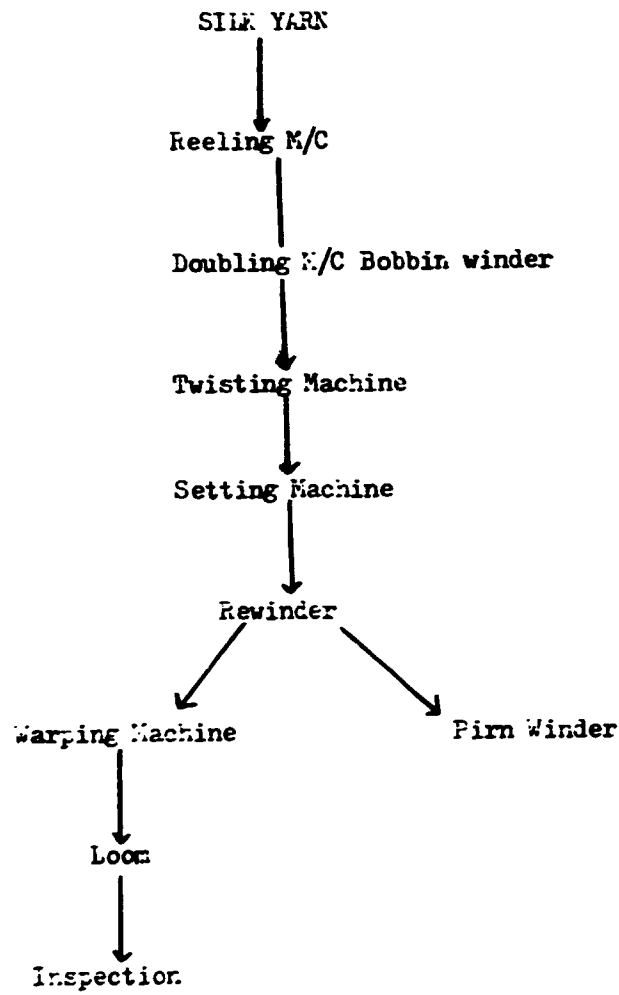 SILK YARN
Reeling M/C
Doubling M/C Bobbin winder
Twisting Machine
Setting Machine
Rewinder
Warping Machine
Pirn Winder
Loom
Inspection